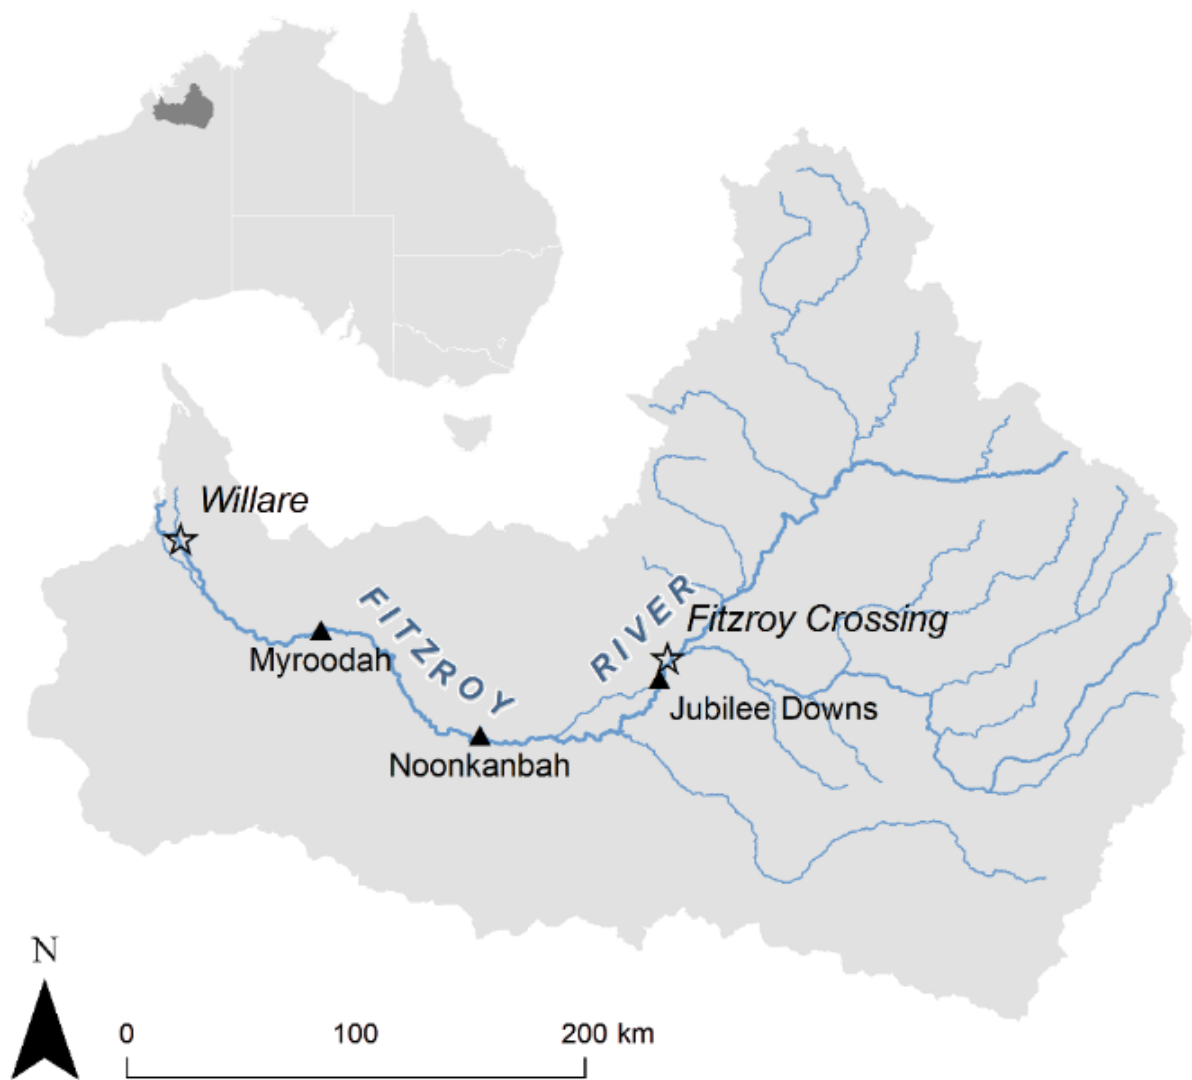 Willare
FITZROY
RIVER
Fitzroy Crossing
Myroodah
Jubilee Downs
Noonkanbah
N
0 100 200 km